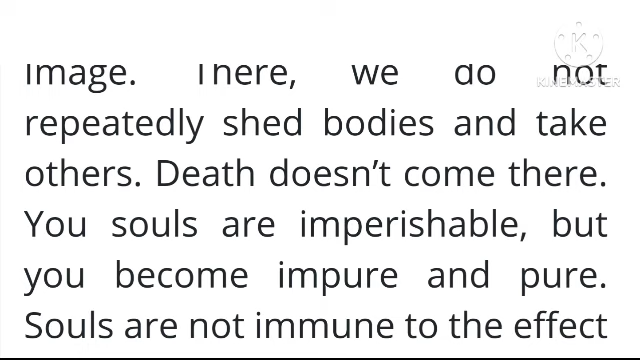 Image. There, we do not
KINEMASTER
repeatedly shed bodies and take
others. Death doesn’t come there.
You souls are imperishable, but
you become impure and pure.
Souls are not immune to the effect